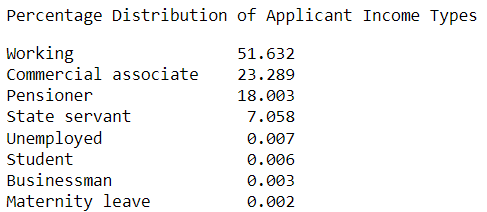 Percentage Distribution of Applicant Income Types
Working 51.632
Commercial associate 23.289
Pensioner 18.003
State servant 7.058
Unemployed 0.007
Student 0.006
Businessman 0.003
Maternity leave 0.002